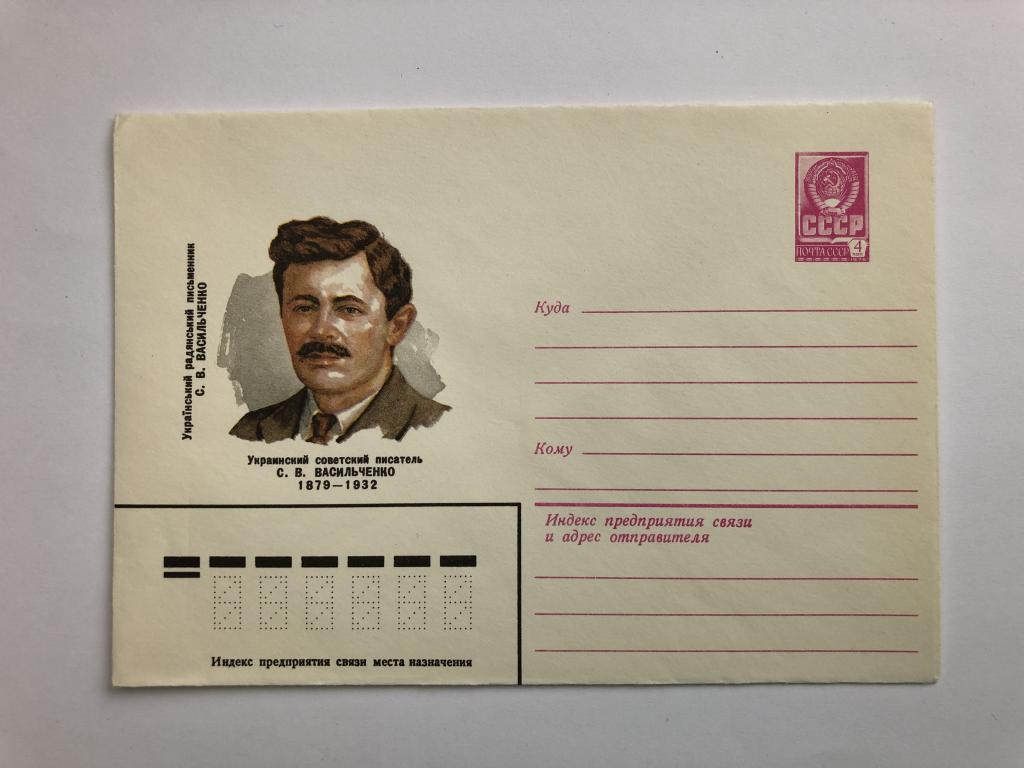 Український радянський письменник
С. В. ВАСИЛЬЧЕНКО
Украинский советский писатель
С. В. ВАСИЛЬЧЕНКО
1879—1932
СССР
ПОЧТА СССР 4
Куда
Кому
Индекс предприятия связи
и адрес отправителя
Индекс предприятия связи места назначения